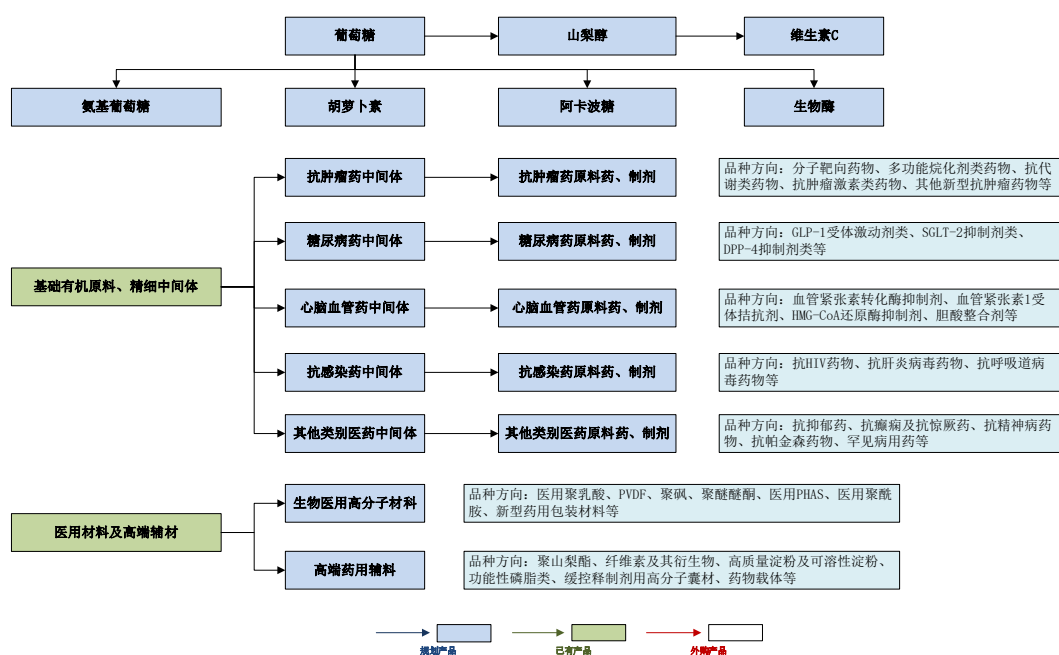 葡萄糖
山梨醇
维生素C
氨基葡萄糖
胡萝卜素
阿卡波糖
生物酶
抗肿瘤药中间体
抗肿瘤药原料药、制剂
品种方向：分子靶向药物、多功能烷化剂类药物、抗代
谢类药物、抗肿瘤激素类药物、其他新型抗肿瘤药物等
糖尿病药中间体
糖尿病药原料药、制剂
品种方向：GLP-1受体激动剂类、SGLT-2抑制剂类、
DPP-4抑制剂类等
基础有机原料、精细中间体
心脑血管药中间体
心脑血管药原料药、制剂
品种方向：血管紧张素转化酶抑制剂、血管紧张素1受
体拮抗剂、HMG-CoA还原酶抑制剂、胆酸整合剂等
抗感染药中间体
抗感染药原料药、制剂
品种方向：抗HIV药物、抗肝炎病毒药物、抗呼吸道病
毒药物等
其他类别医药中间体
其他类别医药原料药、制剂
品种方向：抗抑郁药、抗癫痫及抗惊厥药、抗精神病药
物、抗帕金森药物、罕见病用药等
生物医用高分子材料
品种方向：医用聚乳酸、PVDF、聚砜、聚醚醚酮、医用PHAS、医用聚酰
胺、新型药用包装材料等
医用材料及高端辅材
高端药用辅料
品种方向：聚山梨酯、纤维素及其衍生物、高质量淀粉及可溶性淀粉、
功能性磷脂类、缓控释制剂用高分子囊材、药物载体等
规划产品
已有产品
外购产品